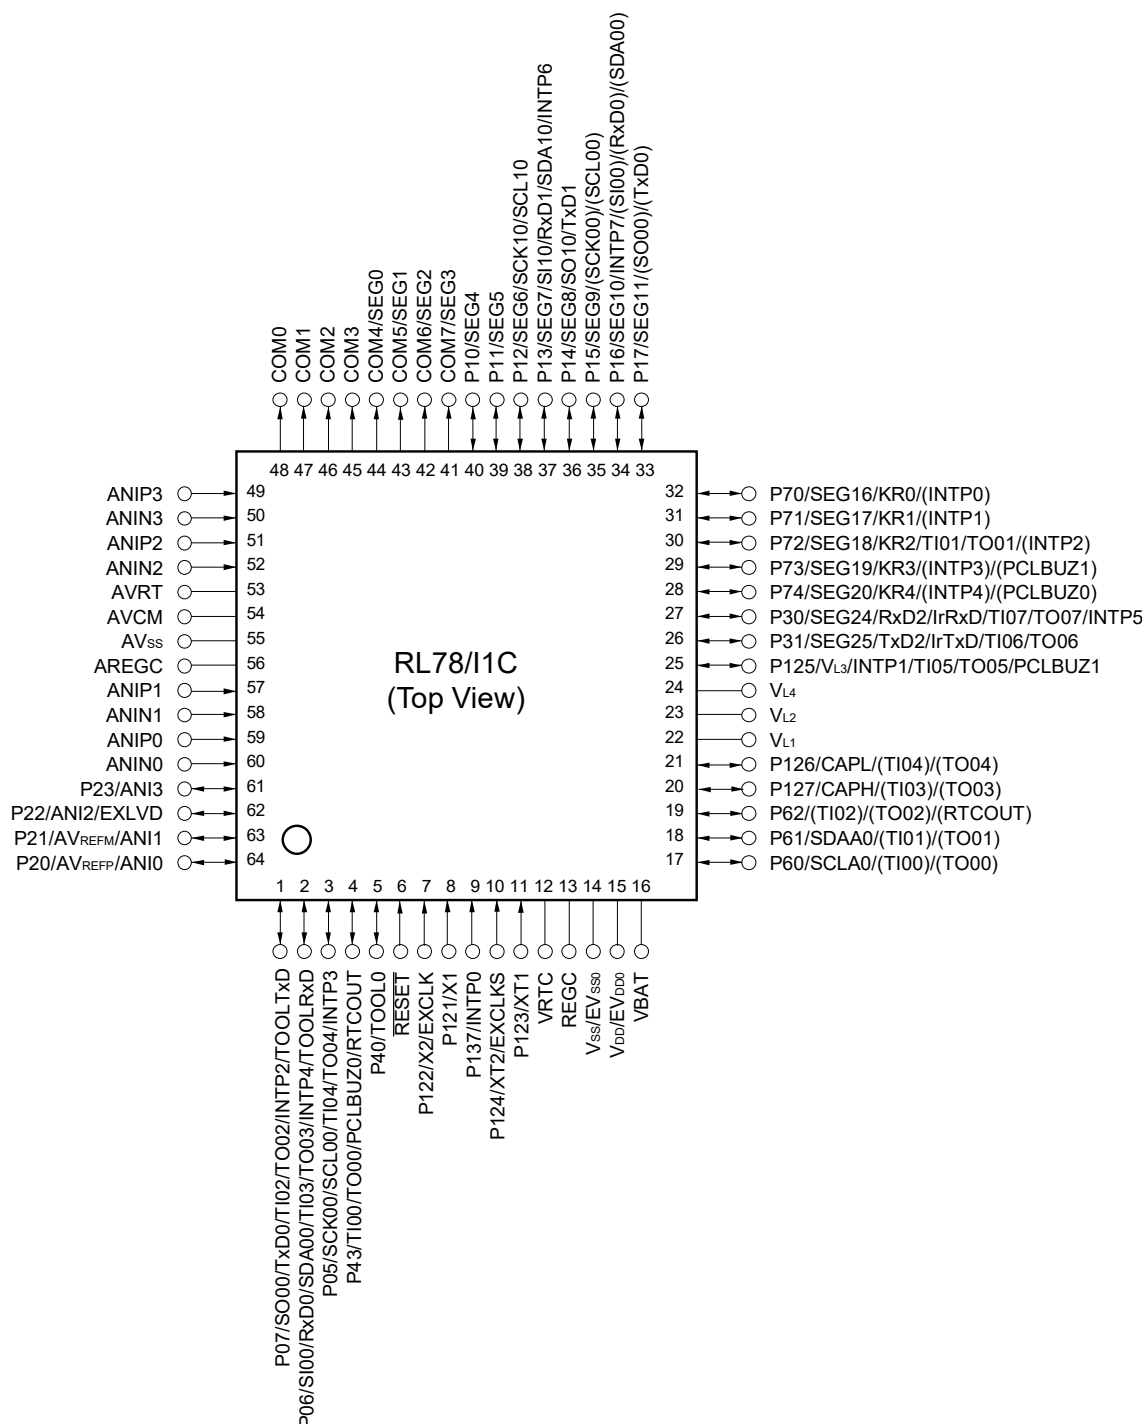 COM0
COM1
COM2
COM3
COM4/SEG0
COM5/SEG1
COM6/SEG2
COM7/SEG3
P10/SEG4
P11/SEG5
P12/SEG6/SCK10/SCL10
P13/SEG7/SI10/RxD1/SDA10/INTP6
P14/SEG8/SO10/TxD1
P15/SEG9/(SCK00)/(SCL00)
P16/SEG10/INTP7/(SI00)/(RxD0)/(SDA00)
P17/SEG11/(SO00)/(TxD0)
48 47 46 45 44 43 42 41 40 39 38 37 36 35 34 33
ANIP3 49
ANIN3 50
ANIP2 51
ANIN2 52
AVRT 53
AVCM 54
AVSS 55
AREGC 56
ANIP1 57
ANIN1 58
ANIP0 59
ANIN0 60
P23/ANI3 61
P22/ANI2/EXLVD 62
P21/AVREFM/ANI1 63
P20/AVREFP/ANI0 64
RL78/I1C
(Top View)
32 P70/SEG16/KR0/(INTP0)
31 P71/SEG17/KR1/(INTP1)
30 P72/SEG18/KR2/TI01/TO01/(INTP2)
29 P73/SEG19/KR3/(INTP3)/(PCLBUZ1)
28 P74/SEG20/KR4/(INTP4)/(PCLBUZ0)
27 P30/SEG24/RxD2/IrRxD/TI07/TO07/INTP5
26 P31/SEG25/TxD2/IrTxD/TI06/TO06
25 P125/VL3/INTP1/TI05/TO05/PCLBUZ1
24 VL4
23 VL2
22 VL1
21 P126/CAPL/(TI04)/(TO04)
20 P127/CAPH/(TI03)/(TO03)
19 P62/(TI02)/(TO02)/(RTCOUT)
18 P61/SDAA0/(TI01)/(TO01)
17 P60/SCLA0/(TI00)/(TO00)
1 2 3 4 5 6 7 8 9 10 11 12 13 14 15 16
P07/SO00/TxD0/TI02/TO02/INTP2/TOOLTxD
P06/SI00/RxD0/SDA00/TI03/TO03/INTP4/TOOLRxD
P05/SCK00/SCL00/TI04/TO04/INTP3
P43/TI00/TO00/PCLBUZ0/RTCOUT
P40/TOOL0
RESET
P122/X2/EXCLK
P121/X1
P137/INTP0
P124/XT2/EXCLKS
P123/XT1
VRTC
REGC
VSS/EVSS0
VDD/EVDD0
VBAT